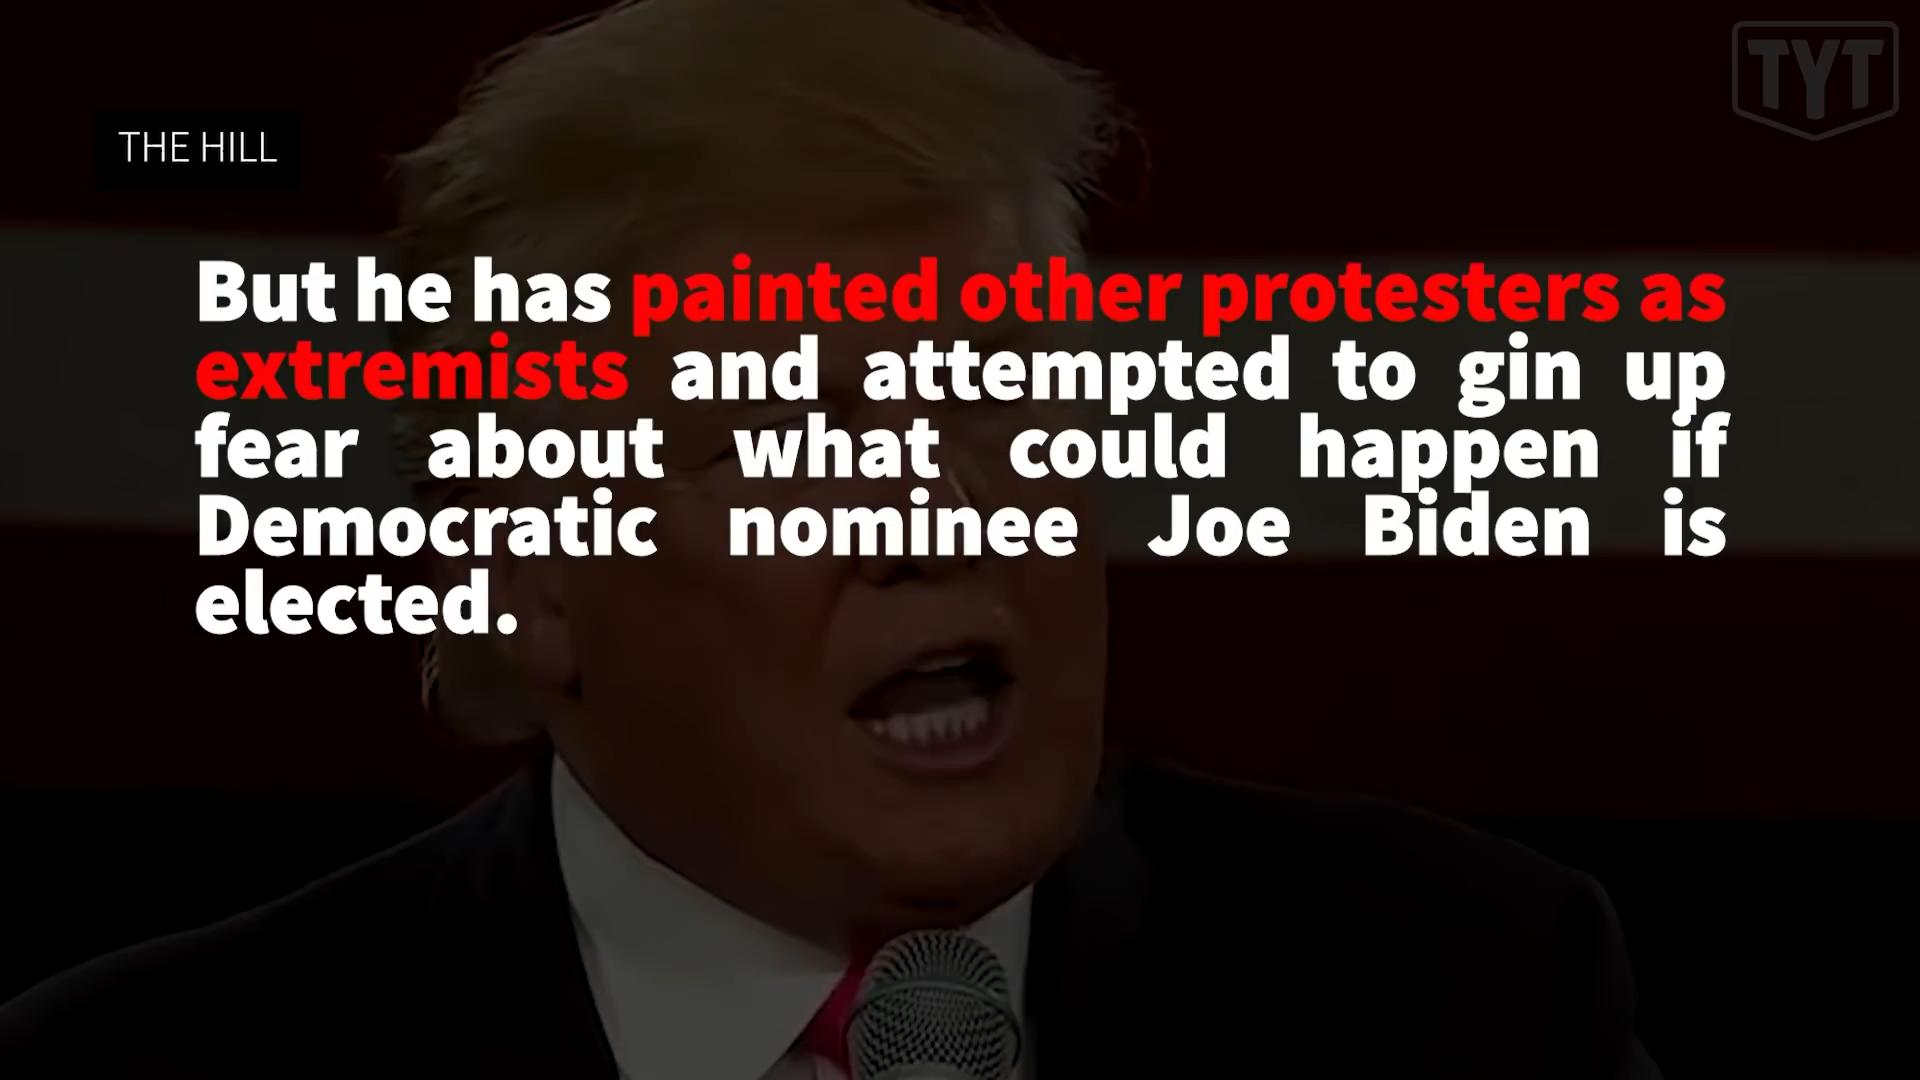 TYT
THE HILL
But he has painted other protesters as
extremists and attempted to gin up
fear about what could happen if
Democratic nominee Joe Biden is
elected.